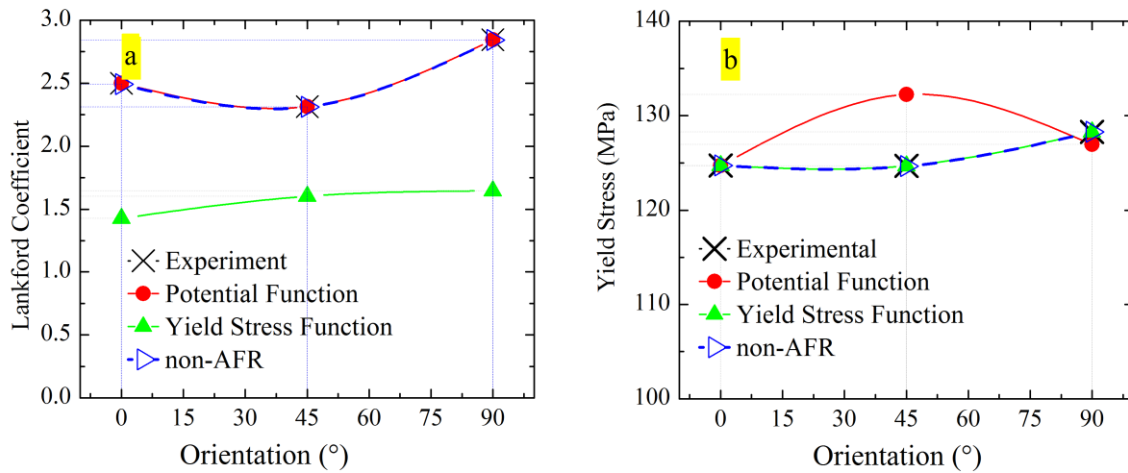 3.0
2.5
2.0
1.5
1.0
0.5
0.0
Lankford Coefficient
a
Experiment
Potential Function
Yield Stress Function
non-AFR
0 15 30 45 60 75 90
Orientation (°)
140
130
120
110
100
Yield Stress (MPa)
b
Experimental
Potential Function
Yield Stress Function
non-AFR
0 15 30 45 60 75 90
Orientation (°)